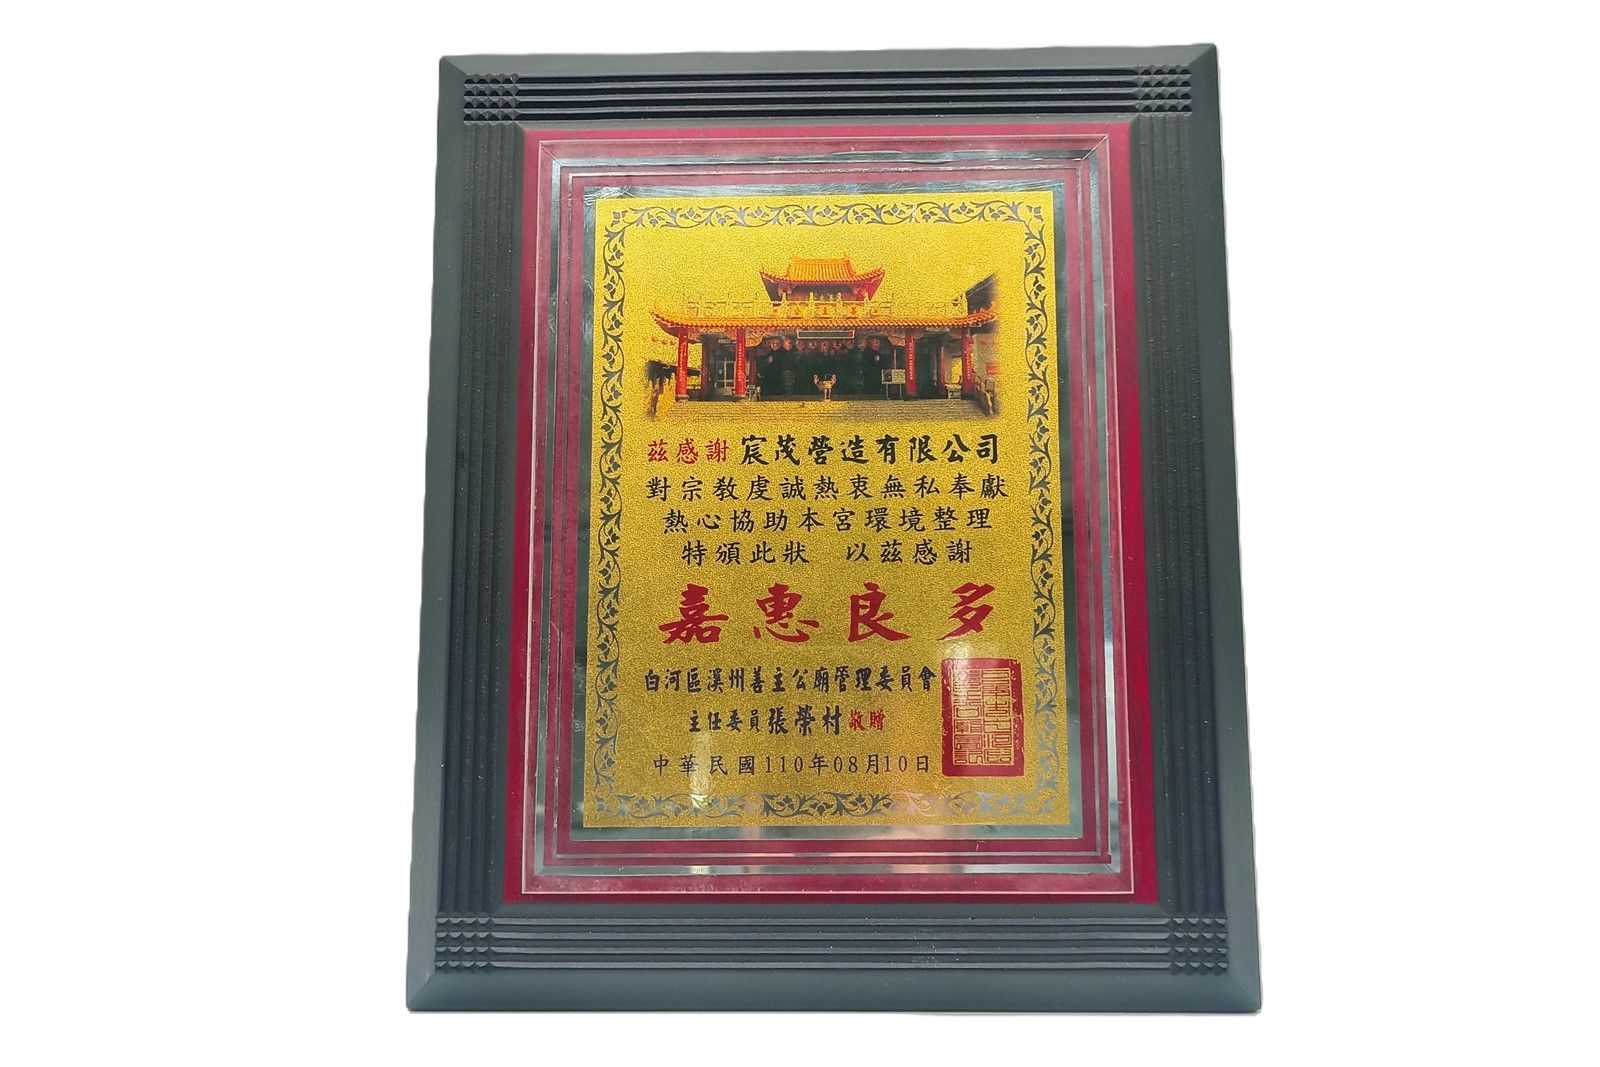 茲感謝 宸茂營造有限公司
對宗教虔誠熱衷無私奉獻
熱心協助本宮環境整理
特頒此狀 以茲感謝
嘉惠良多
白河區溪州善主公廟管理委員會
主任委員張榮村敬贈
中華民國110年08月10日